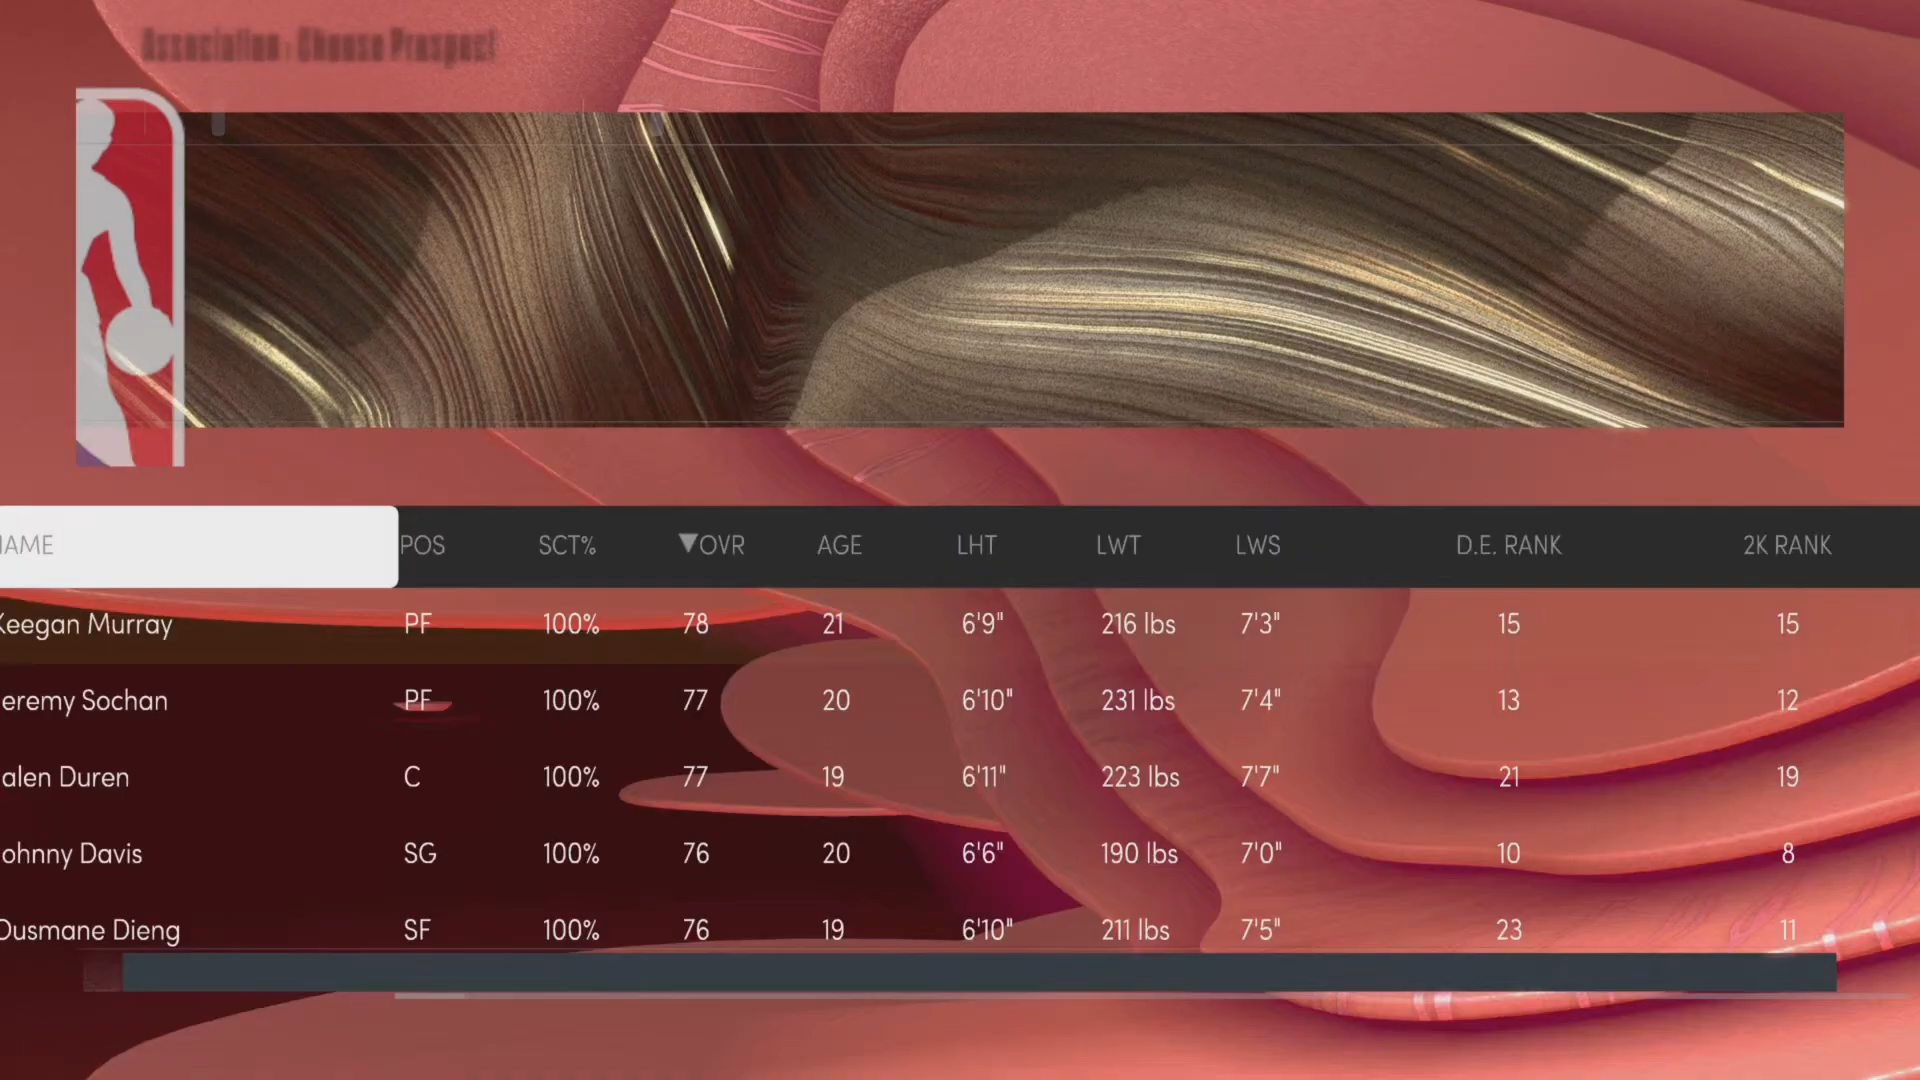 Association : Choose Prospect
NAME POS SCT% ▼OVR AGE LHT LWT LWS D.E. RANK 2K RANK
Keegan Murray PF 100% 78 21 6'9" 216 lbs 7'3" 15 15
eremy Sochan PF 100% 77 20 6'10" 231 lbs 7'4" 13 12
alen Duren C 100% 77 19 6'11" 223 lbs 7'7" 21 19
ohnny Davis SG 100% 76 20 6'6" 190 lbs 7'0" 10 8
Ousmane Dieng SF 100% 76 19 6'10" 211 lbs 7'5" 23 11